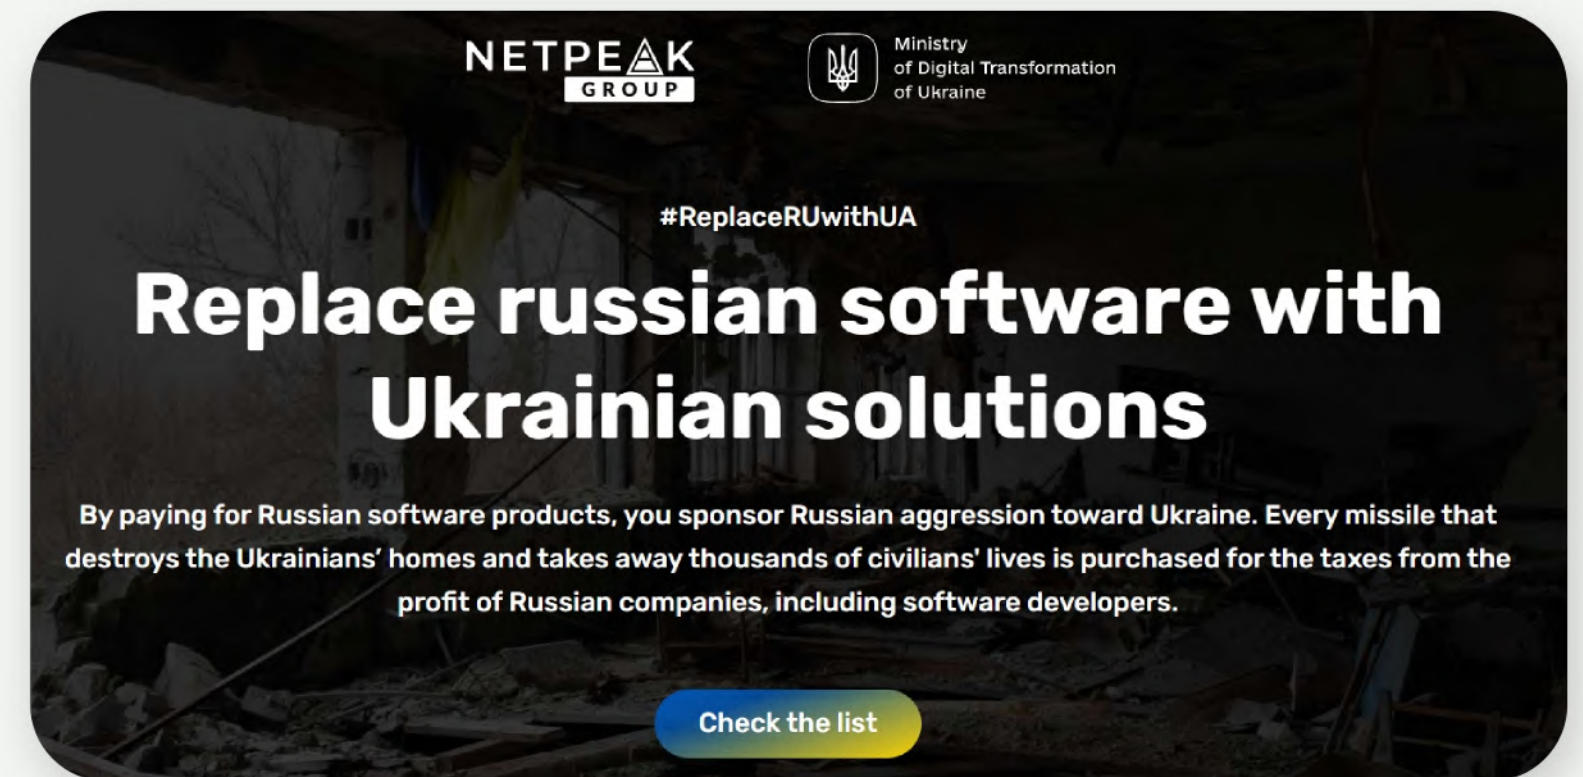 NETPEAK
GROUP
Ministry
of Digital Transformation
of Ukraine
#ReplaceRUwithUA
Replace russian software with
Ukrainian solutions
By paying for Russian software products, you sponsor Russian aggression toward Ukraine. Every missile that
destroys the Ukrainians’ homes and takes away thousands of civilians' lives is purchased for the taxes from the
profit of Russian companies, including software developers.
Check the list